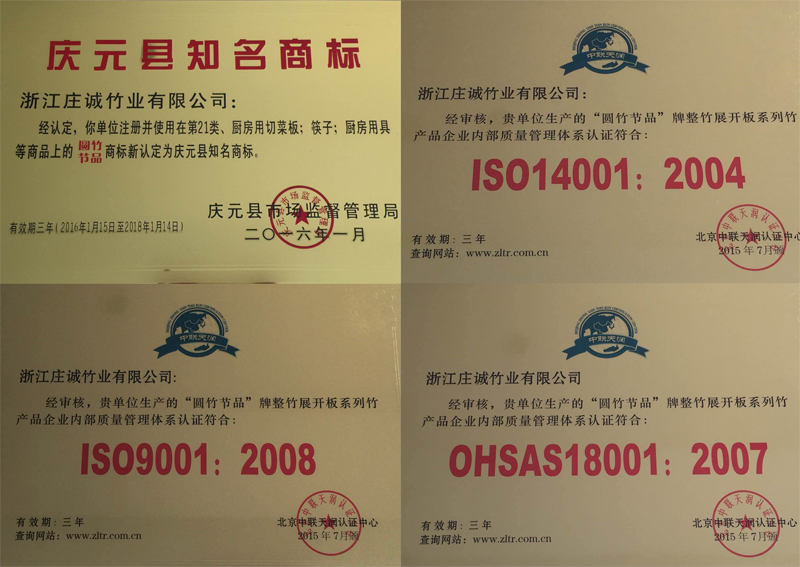 庆元县知名商标
浙江庄诚竹业有限公司：
经认定，你单位注册并使用在第21类、厨房用切菜板；筷子；厨房用具
等商品上的 圆竹节品 商标新认定为庆元县知名商标。
庆元县市场监督管理局
有效期三年(2016年1月15日至2018年1月14日)
二〇一六年一月
中联天润
浙江庄诚竹业有限公司：
经审核，贵单位生产的“圆竹节品”牌整竹展开板系列竹
产品企业内部质量管理体系认证符合：
ISO14001：2004
有效期：三年
北京中联天润认证中心
查询网站：www.zltr.com.cn
2015年7月颁
中联天润
浙江庄诚竹业有限公司：
经审核，贵单位生产的“圆竹节品”牌整竹展开板系列竹
产品企业内部质量管理体系认证符合：
ISO9001：2008
有效期：三年
北京中联天润认证中心
查询网站：www.zltr.com.cn
2015年7月颁
中联天润
浙江庄诚竹业有限公司
经审核，贵单位生产的“圆竹节品”牌整竹展开板系列竹
产品企业内部质量管理体系认证符合：
OHSAS18001：2007
有效期：三年
北京中联天润认证中心
查询网站：www.zltr.com.cn
2015年7月颁